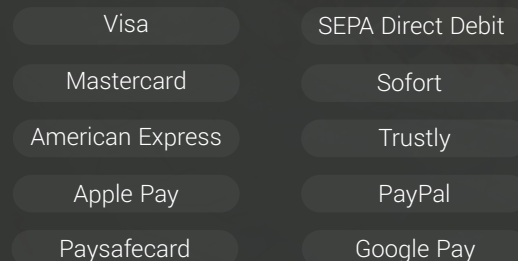 Visa
SEPA Direct Debit
Mastercard
Sofort
American Express
Trustly
Apple Pay
PayPal
Paysafecard
Google Pay